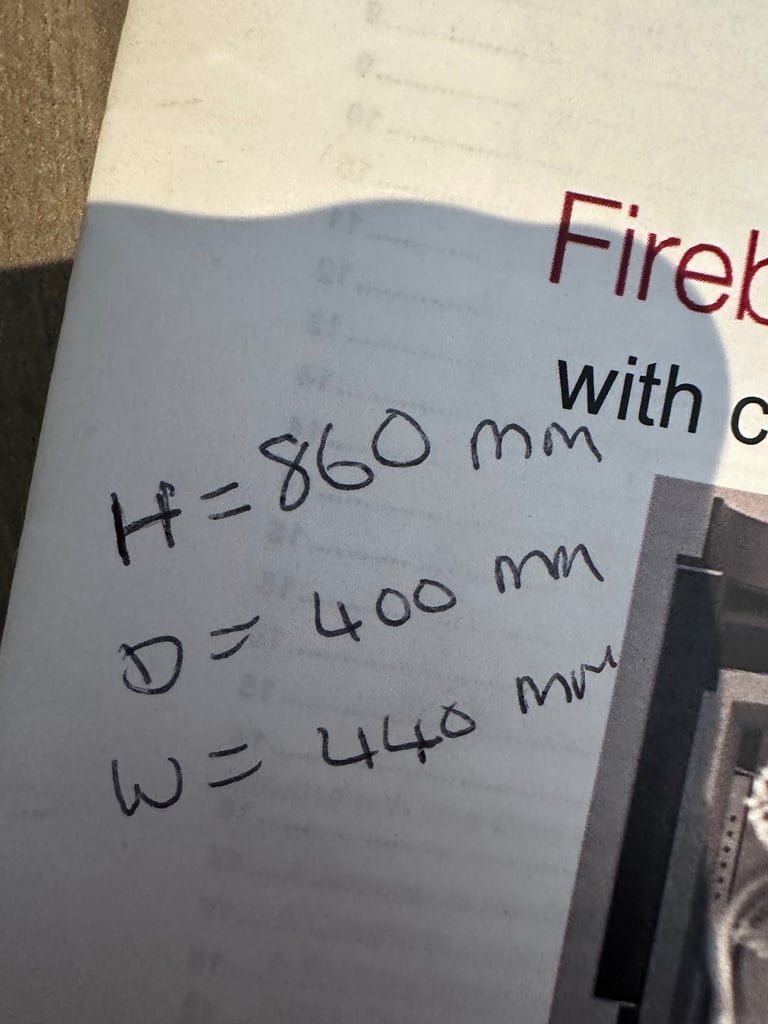 Fireb
with c
H = 860 mm
D = 400 mm
W = 440 mm